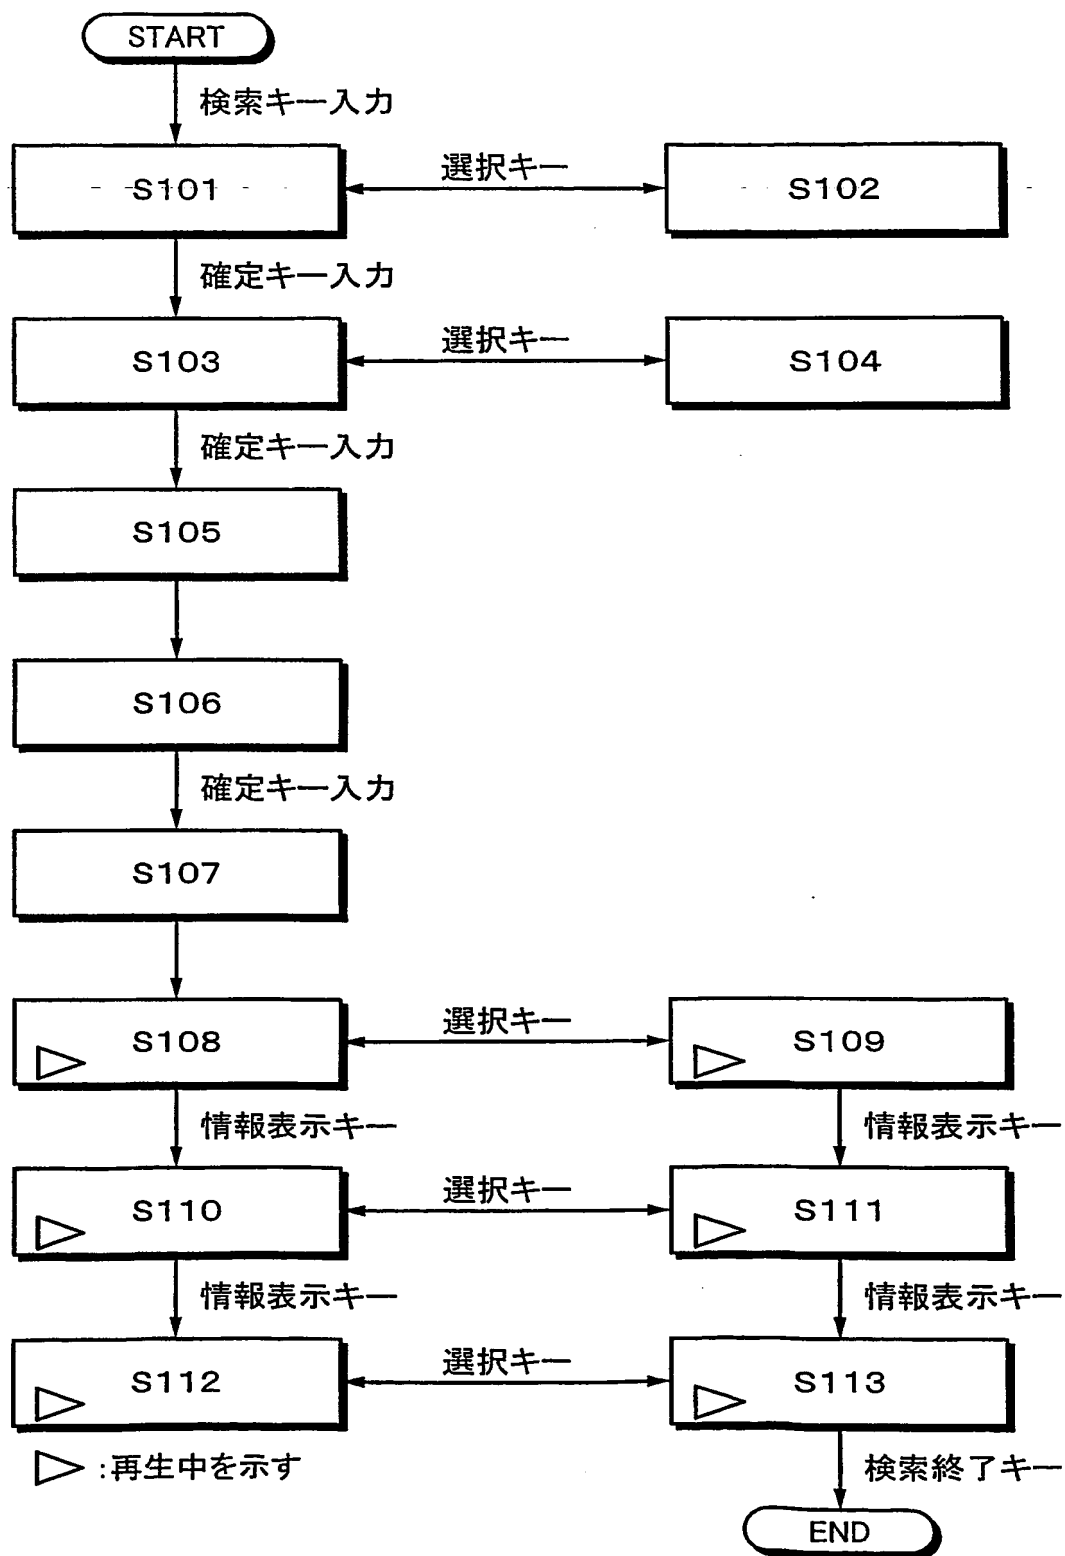 START
検索キー入力
S101
選択キー
S102
確定キー入力
S103
選択キー
S104
確定キー入力
S105
S106
確定キー入力
S107
S108
選択キー
S109
情報表示キー
情報表示キー
S110
選択キー
S111
情報表示キー
情報表示キー
S112
選択キー
S113
:再生中を示す
検索終了キー
END